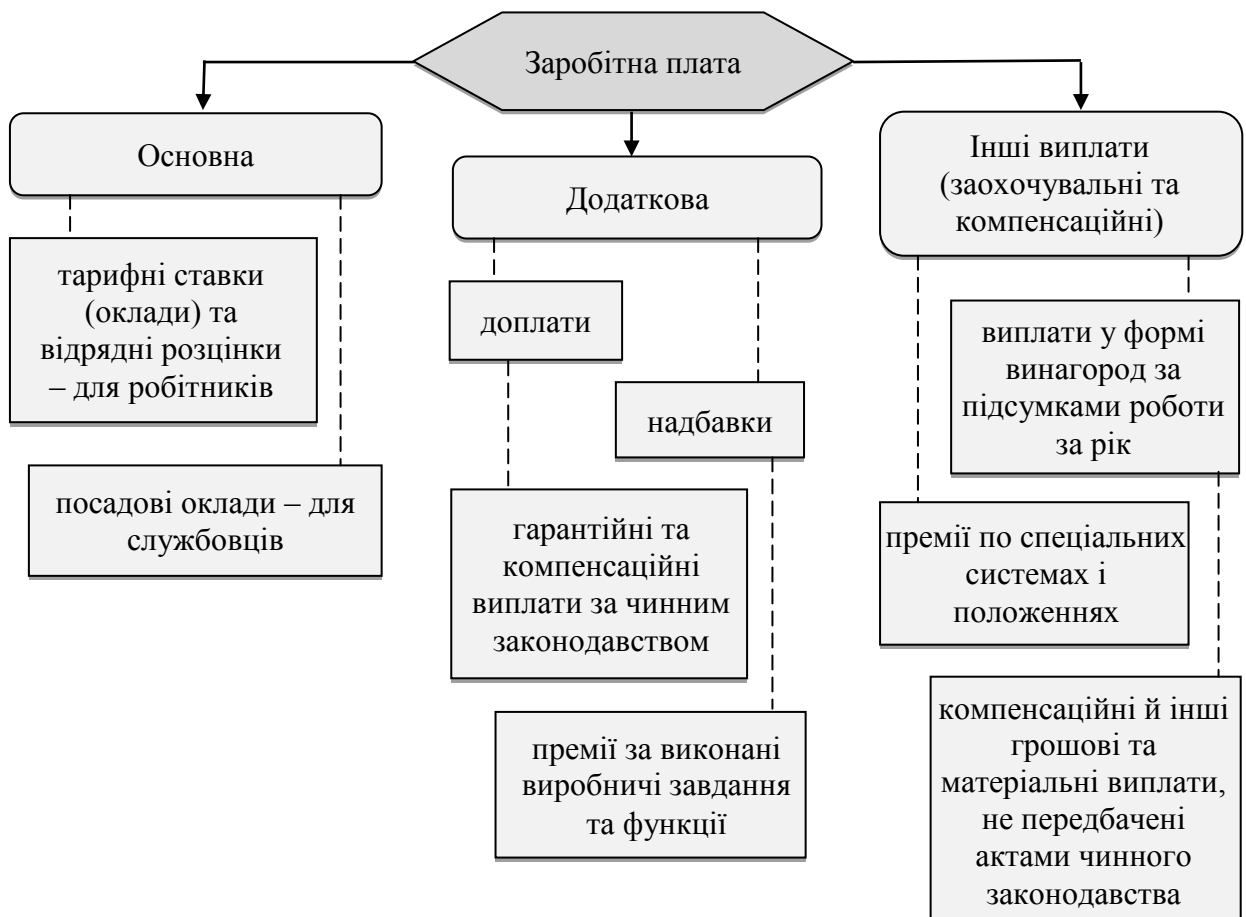 Заробітна плата
Основна
тарифні ставки
(оклади) та
відрядні розцінки
– для робітників
посадові оклади – для
службовців
Додаткова
доплати
надбавки
гарантійні та
компенсаційні
виплати за чинним
законодавством
премії за виконані
виробничі завдання
та функції
Інші виплати
(заохочувальні та
компенсаційні)
виплати у формі
винагород за
підсумками роботи
за рік
премії по спеціальних
системах і
положеннях
компенсаційні й інші
грошові та
матеріальні виплати,
не передбачені
актами чинного
законодавства